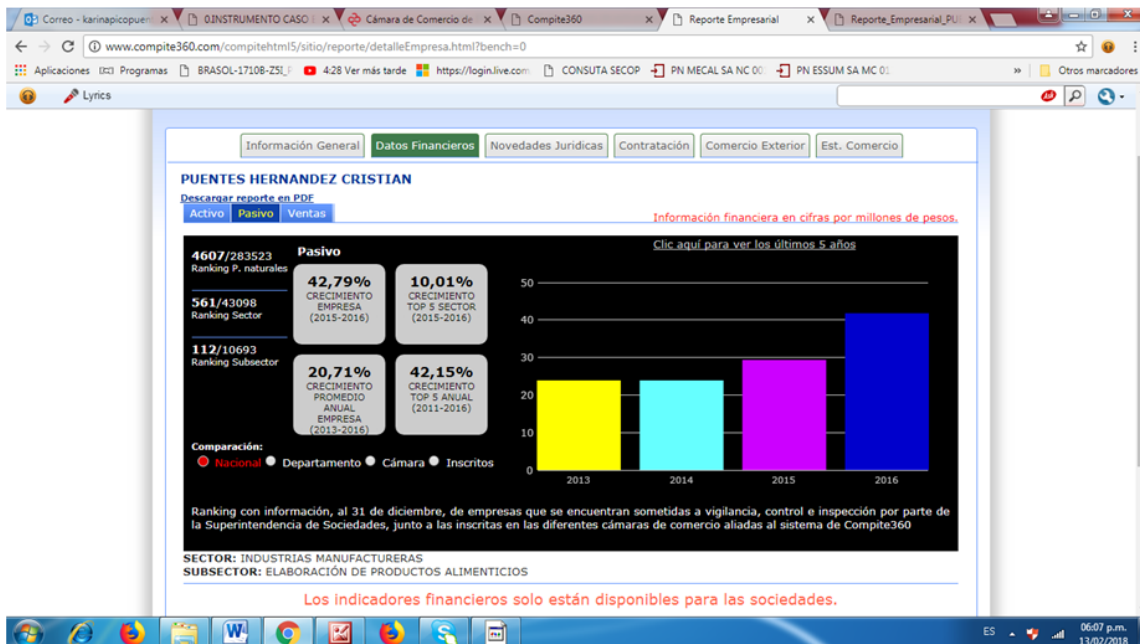 Correo - karinapicopuen
0.INSTRUMENTO CASO
Cámara de Comercio de
Compite360
Reporte Empresarial
Reporte_Empresarial_PU
www.compite360.com/compitehtml5/sitio/reporte/detalleEmpresa.html?bench=0
Aplicaciones
Programas
BRASOL-1710B-Z5I_
4:28 Ver más tarde
https://login.live.com
CONSUTA SECOP
PN MECAL SA NC 00
PN ESSUM SA MC 01
»
Otros marcadores
Lyrics
Información General
Datos Financieros
Novedades Juridicas
Contratación
Comercio Exterior
Est. Comercio
PUENTES HERNANDEZ CRISTIAN
Descargar reporte en PDF
Activo
Pasivo
Ventas
Información financiera en cifras por millones de pesos.
4607/283523
Ranking P. naturales
561/43098
Ranking Sector
112/10693
Ranking Subsector
Pasivo
42,79%
CRECIMIENTO
EMPRESA
(2015-2016)
10,01%
CRECIMIENTO
TOP 5 SECTOR
(2015-2016)
20,71%
CRECIMIENTO
PROMEDIO
ANUAL
EMPRESA
(2013-2016)
42,15%
CRECIMIENTO
TOP 5 ANUAL
(2011-2016)
Clic aquí para ver los últimos 5 años
50
40
30
20
10
0
2013
2014
2015
2016
Comparación:
Nacional
Departamento
Cámara
Inscritos
Ranking con información, al 31 de diciembre, de empresas que se encuentran sometidas a vigilancia, control e inspección por parte de
la Superintendencia de Sociedades, junto a las inscritas en las diferentes cámaras de comercio aliadas al sistema de Compite360
SECTOR: INDUSTRIAS MANUFACTURERAS
SUBSECTOR: ELABORACIÓN DE PRODUCTOS ALIMENTICIOS
Los indicadores financieros solo están disponibles para las sociedades.
ES
06:07 p.m.
13/02/2018